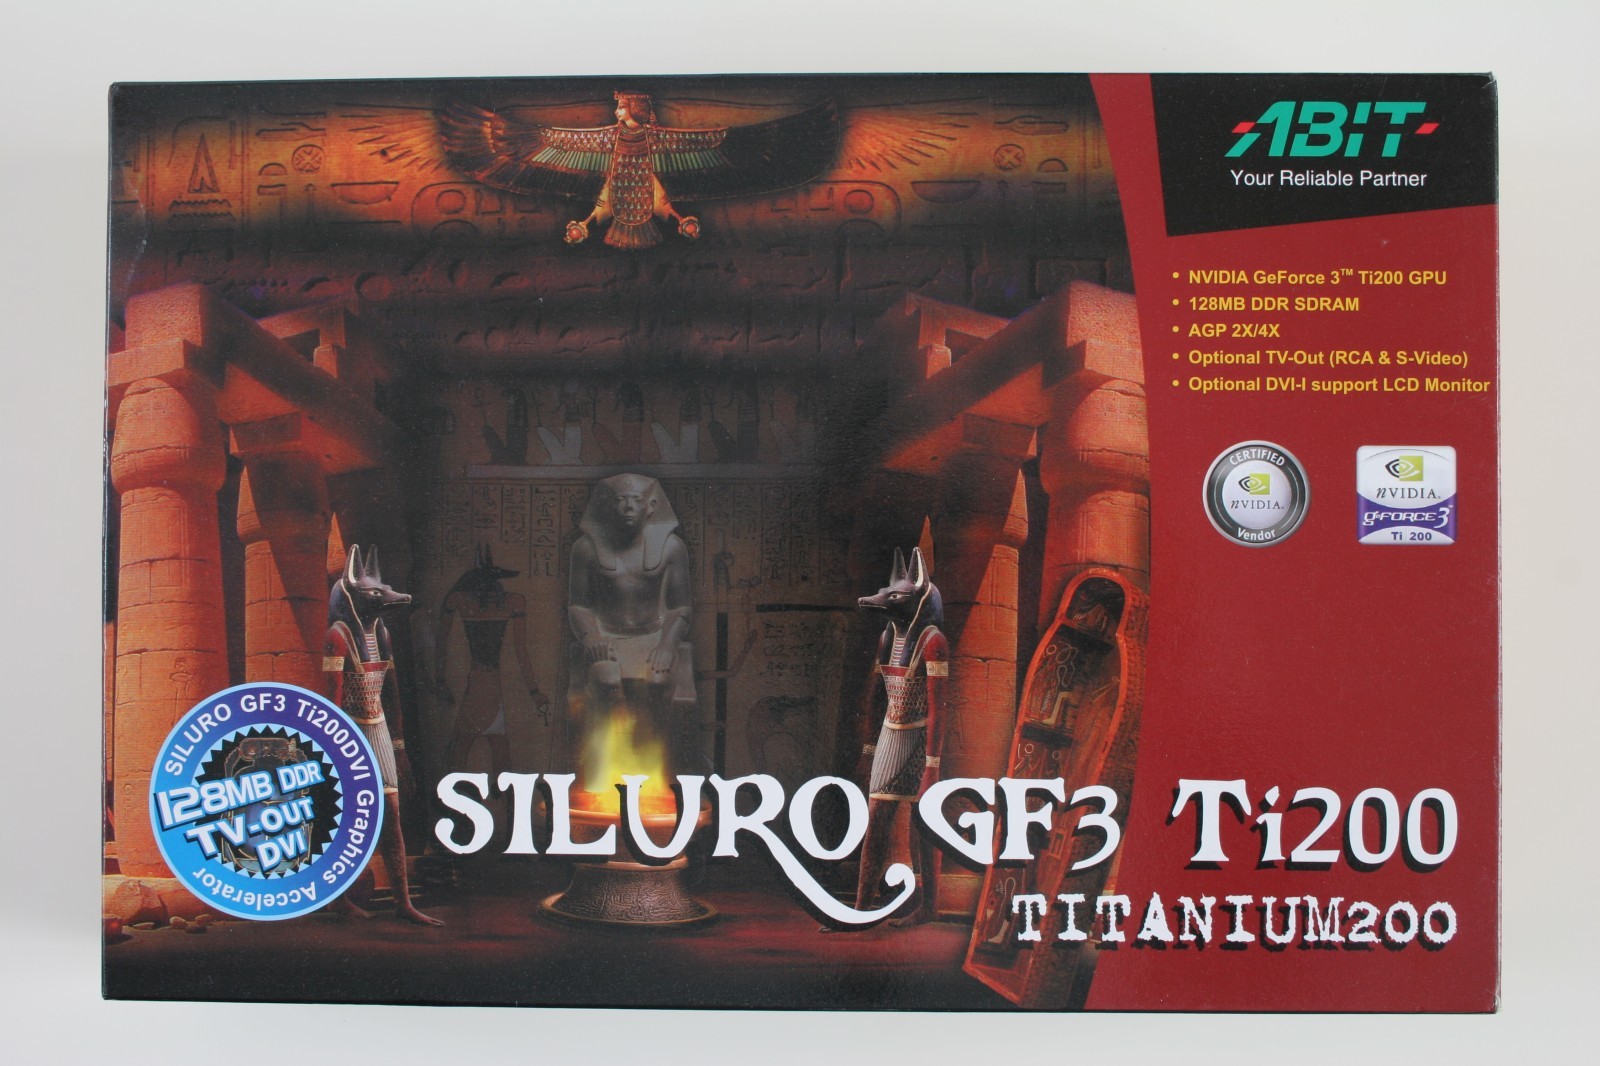 ABIT
Your Reliable Partner
• NVIDIA GeForce 3™ Ti200 GPU
• 128MB DDR SDRAM
• AGP 2X/4X
• Optional TV-Out (RCA & S-Video)
• Optional DVI-I support LCD Monitor
CERTIFIED
nVIDIA.
Vendor
nVIDIA.
GeFORCE3
Ti 200
SILURO GF3 Ti200DVI Graphics Accelerator
128MB DDR
TV-OUT
DVI
SILURO GF3 Ti200
TITANIUM200